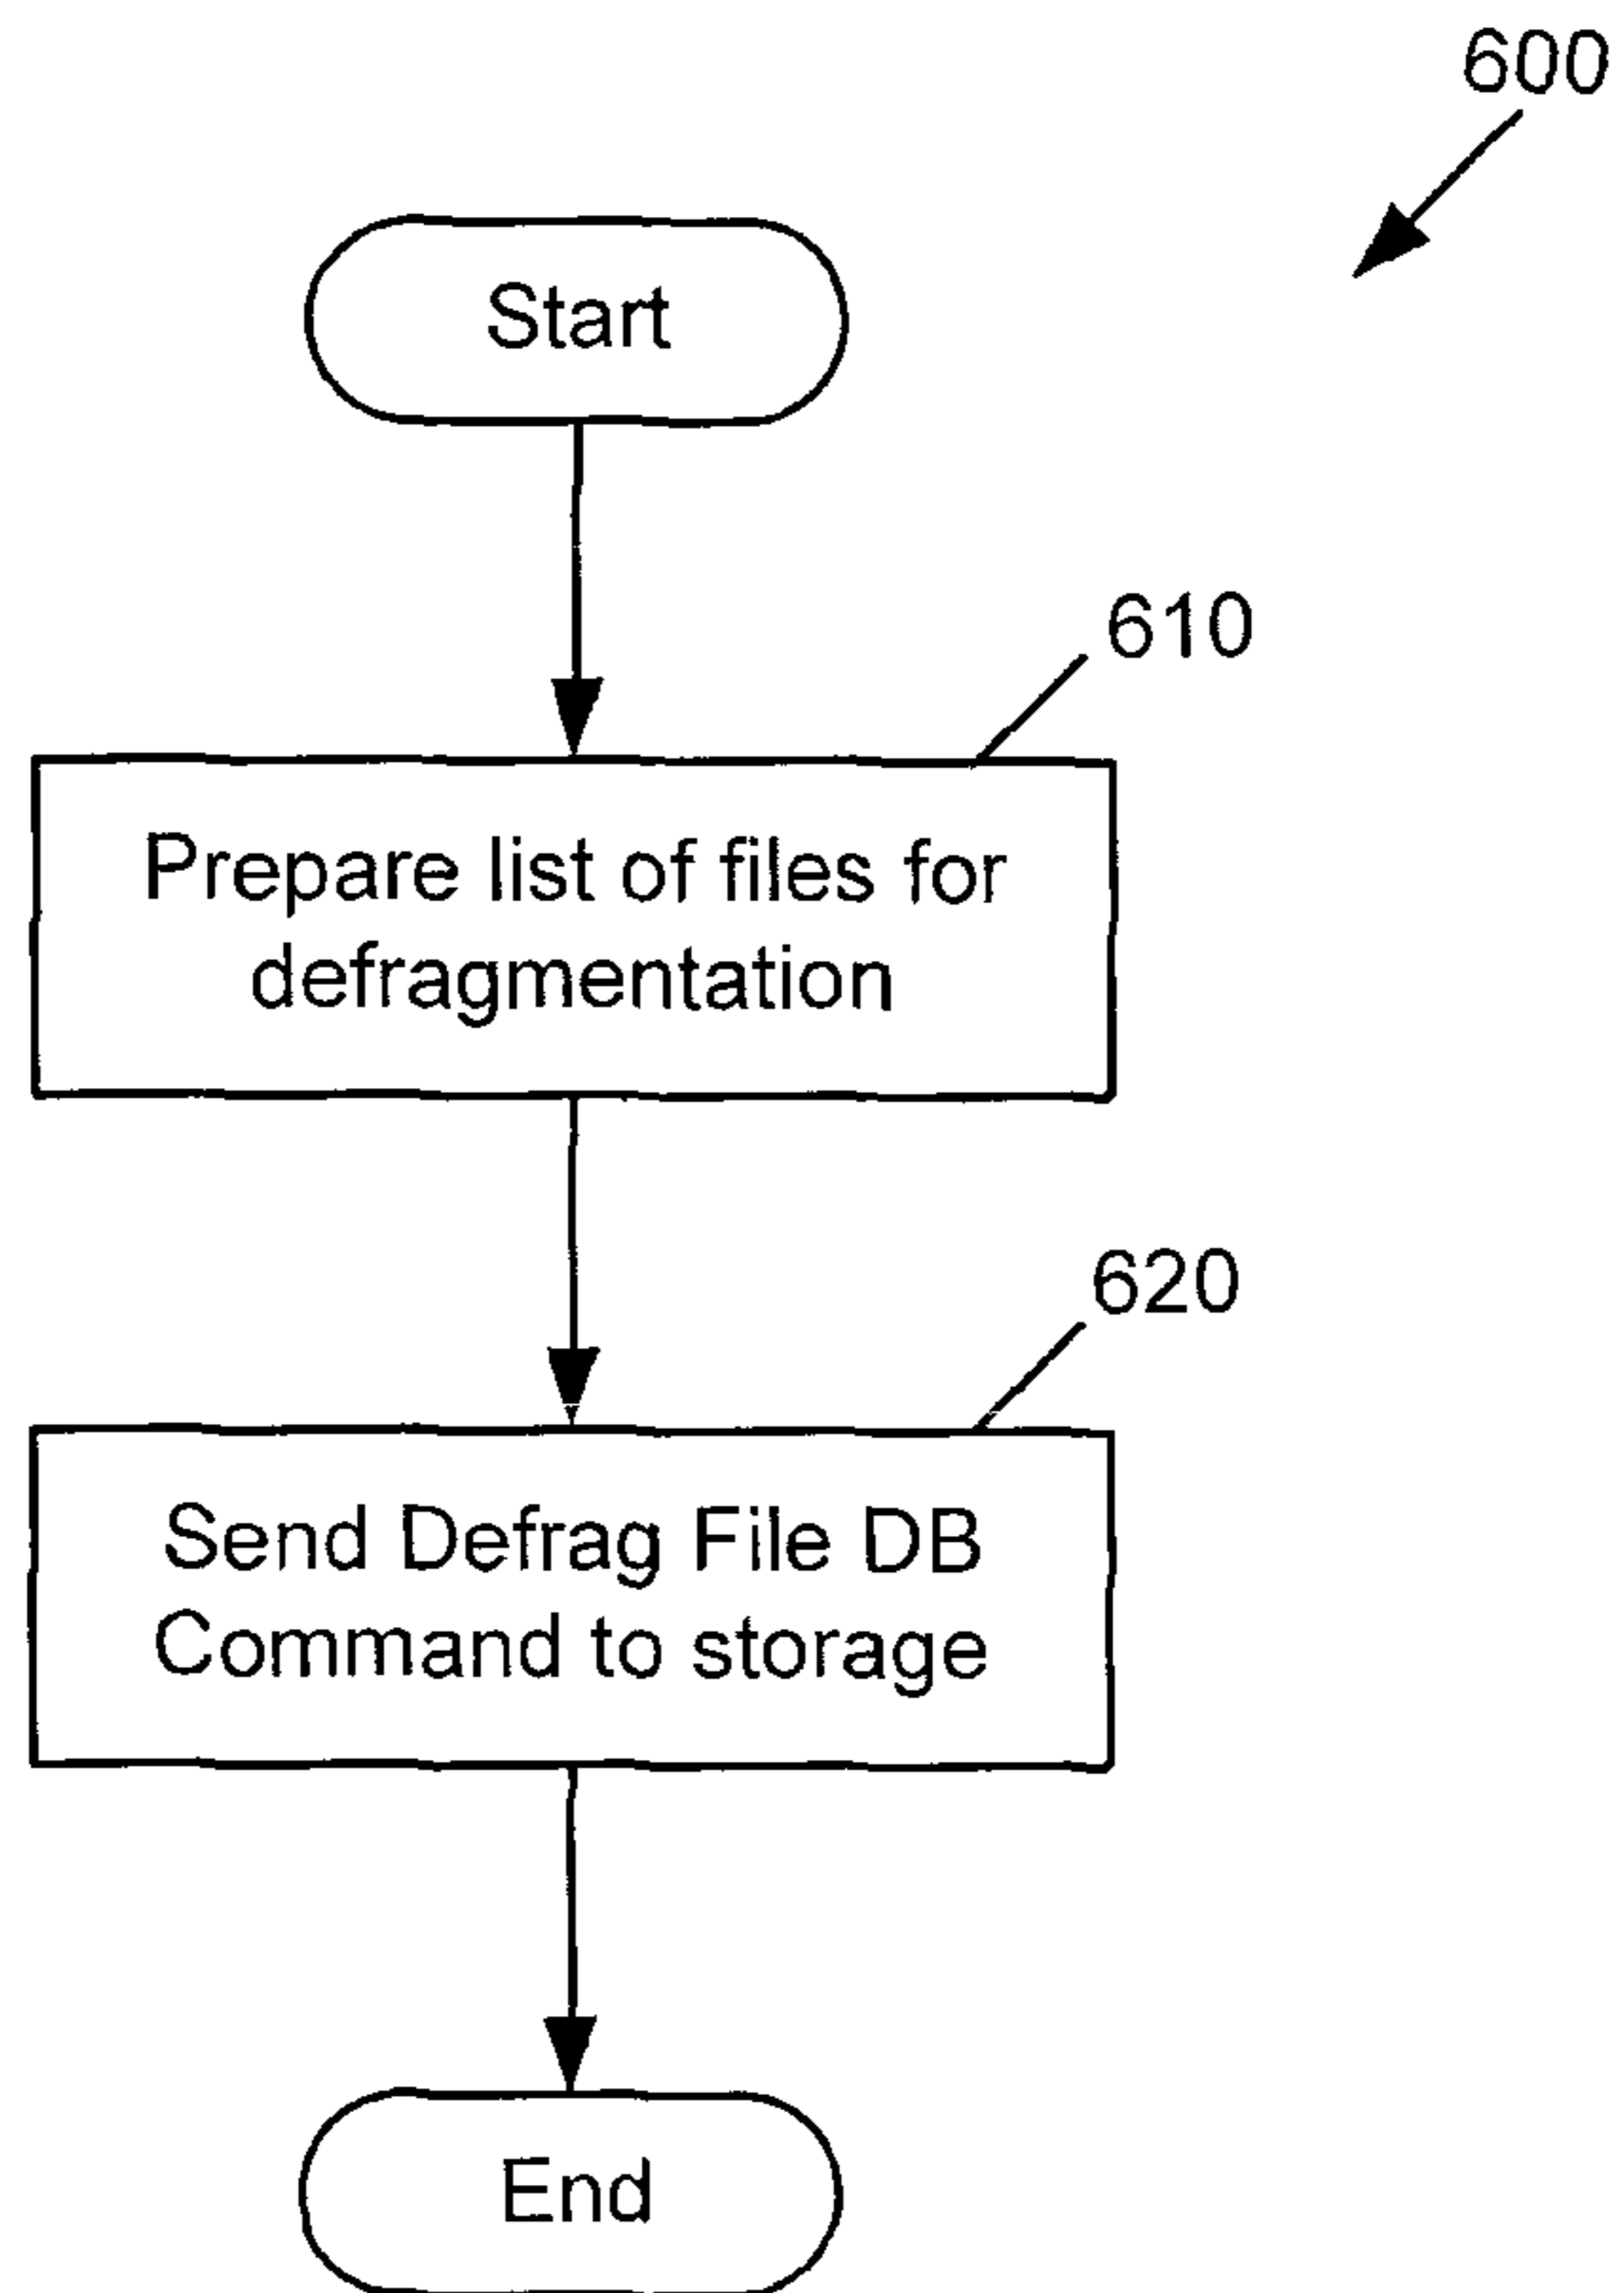 600
Start
610
Prepare list of files for
defragmentation
620
Send Defrag File DB
Command to storage
End